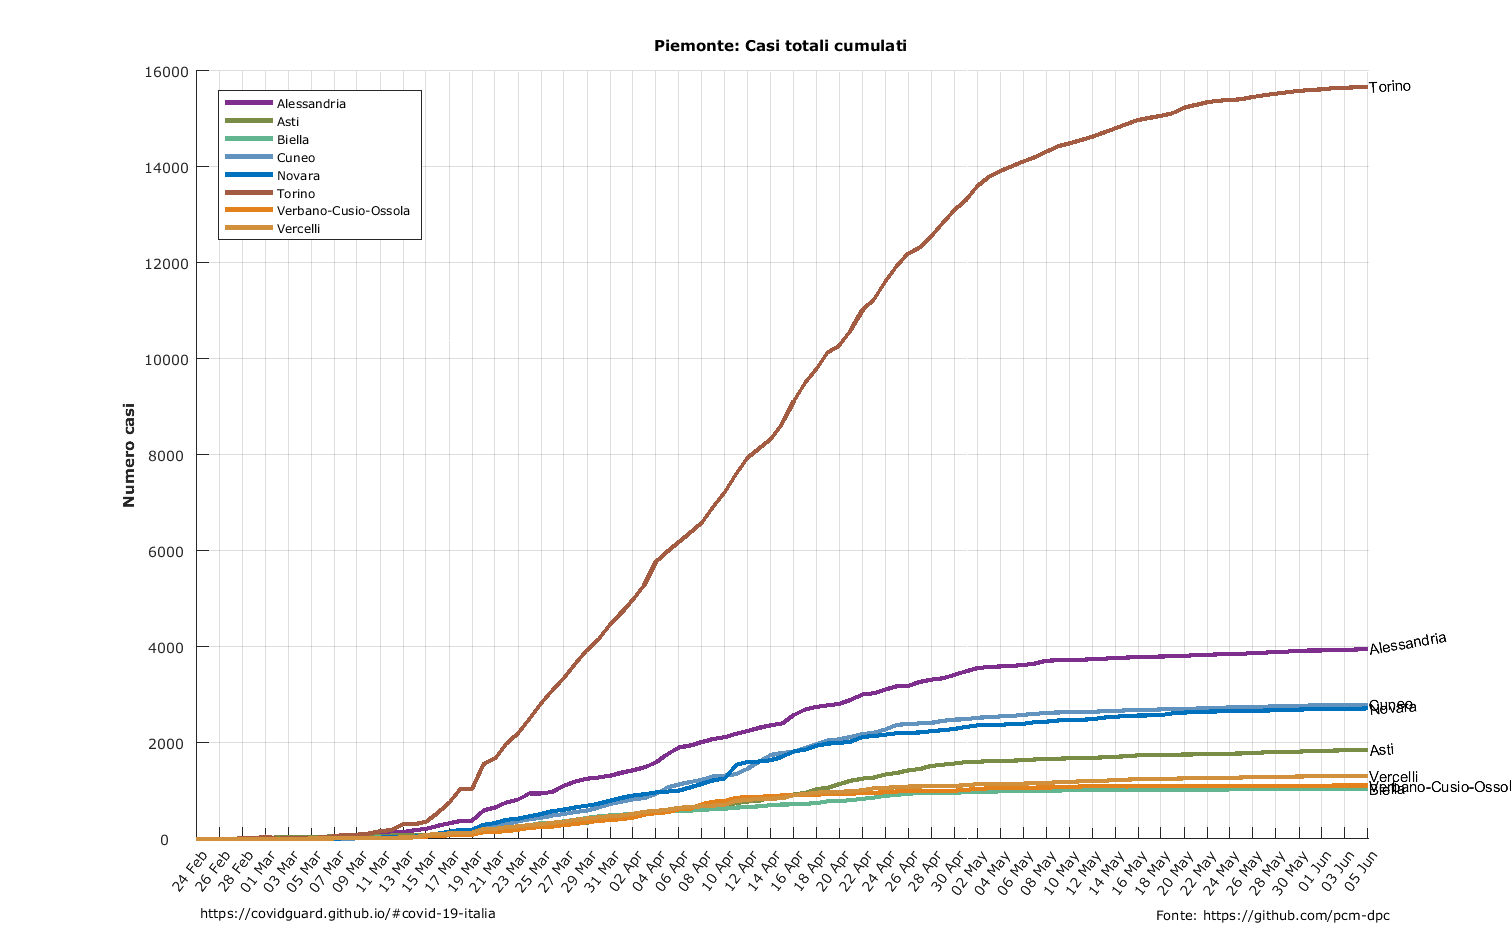 Piemonte: Casi totali cumulati
16000
14000
12000
10000
8000
6000
4000
2000
0
Numero casi
Alessandria
Asti
Biella
Cuneo
Novara
Torino
Verbano-Cusio-Ossola
Vercelli
Torino
Alessandria
Cuneo
Novara
Asti
Vercelli
Verbano-Cusio-Ossol
Biella
24 Feb
26 Feb
28 Feb
01 Mar
03 Mar
05 Mar
07 Mar
09 Mar
11 Mar
13 Mar
15 Mar
17 Mar
19 Mar
21 Mar
23 Mar
25 Mar
27 Mar
29 Mar
31 Mar
02 Apr
04 Apr
06 Apr
08 Apr
10 Apr
12 Apr
14 Apr
16 Apr
18 Apr
20 Apr
22 Apr
24 Apr
26 Apr
28 Apr
30 Apr
02 May
04 May
06 May
08 May
10 May
12 May
14 May
16 May
18 May
20 May
22 May
24 May
26 May
28 May
30 May
01 Jun
03 Jun
05 Jun
https://covidguard.github.io/#covid-19-italia
Fonte: https://github.com/pcm-dpc